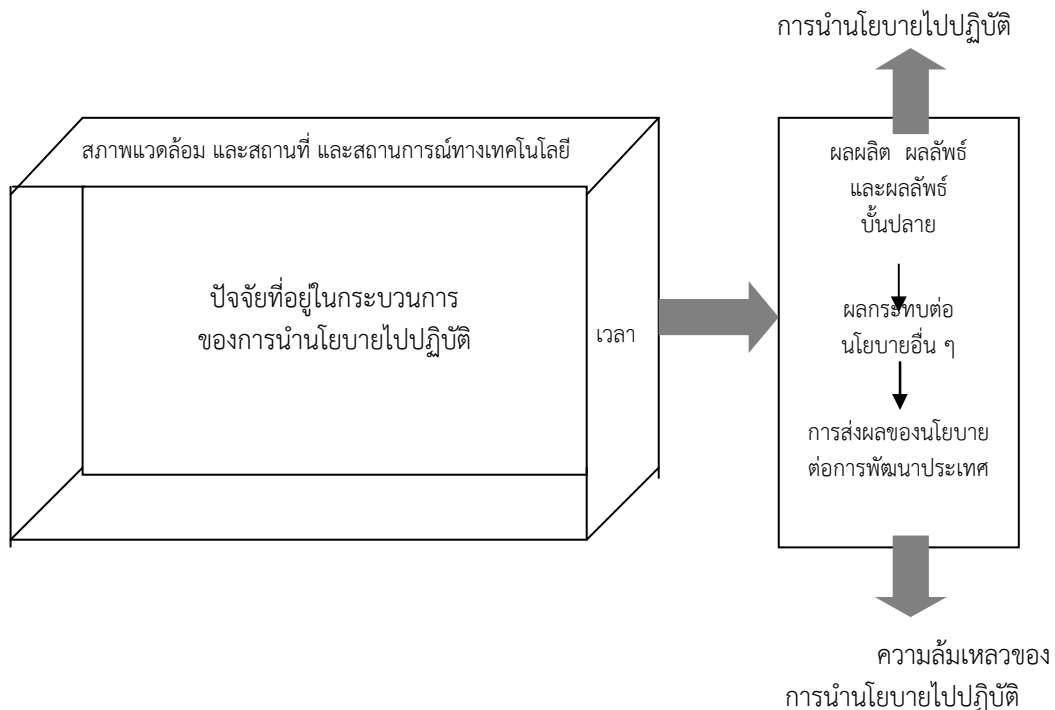 การนำนโยบายไปปฏิบัติ
สภาพแวดล้อม และสถานที่ และสถานการณ์ทางเทคโนโลยี
ปัจจัยที่อยู่ในกระบวนการ
ของการนำนโยบายไปปฏิบัติ
เวลา
ผลผลิต ผลลัพธ์
และผลลัพธ์
บั้นปลาย
ผลกระทบต่อ
นโยบายอื่น ๆ
การส่งผลของนโยบาย
ต่อการพัฒนาประเทศ
ความล้มเหลวของ
การนำนโยบายไปปฏิบัติ